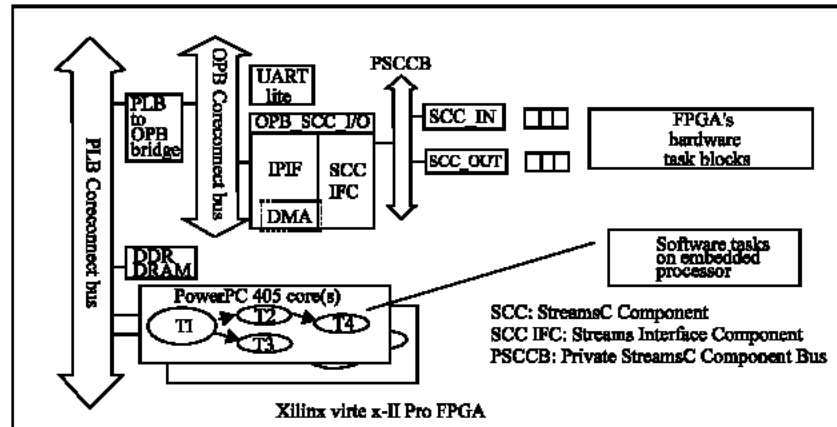 PLB Coreconnect bus
PLB
to
OPB
bridge
OPB Coreconnect bus
UART
lite
OPB_SCC_I/O
IPIF
SCC
IFC
DMA
PSCCB
SCC_IN
SCC_OUT
FPGA's
hardware
task blocks
DDR
DRAM
PowerPC 405 core(s)
T1
T2
T3
T4
Software tasks
on embedded
processor
SCC: StreamsC Component
SCC IFC: Streams Interface Component
PSCCB: Private StreamsC Component Bus
Xilinx virte x-II Pro FPGA